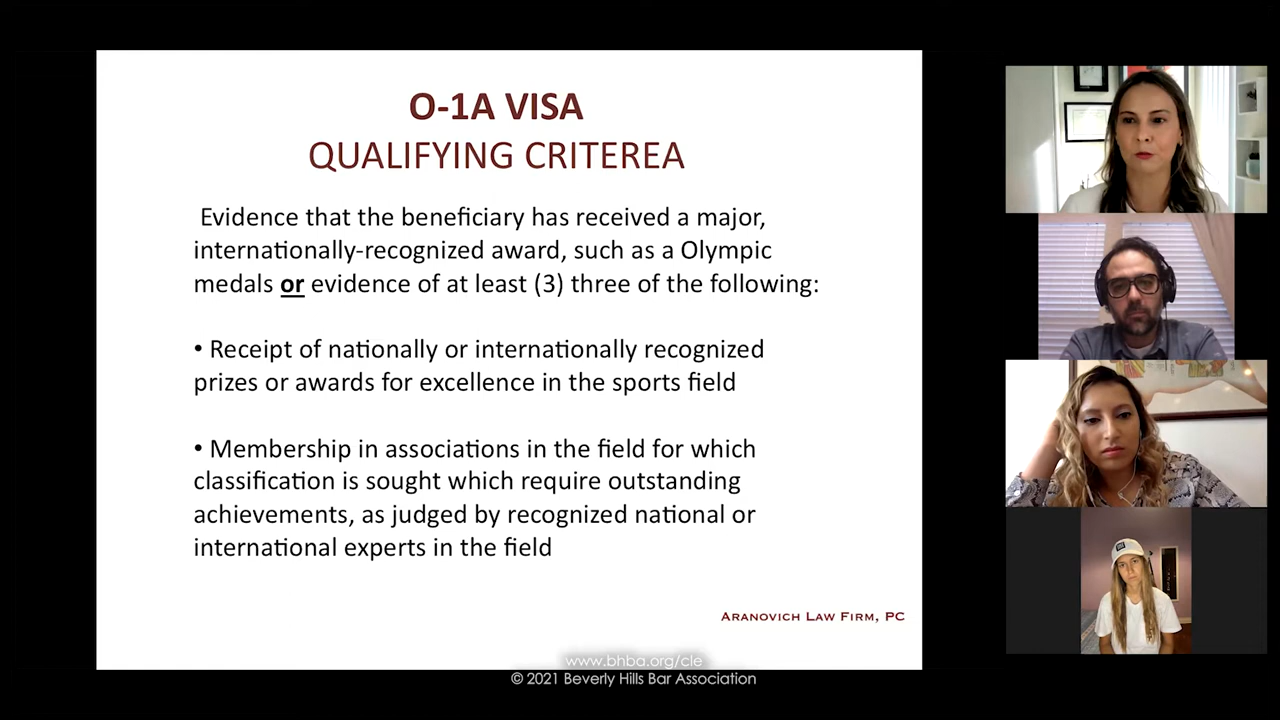 O-1A VISA
QUALIFYING CRITEREA
Evidence that the beneficiary has received a major,
internationally-recognized award, such as a Olympic
medals or evidence of at least (3) three of the following:
• Receipt of nationally or internationally recognized
prizes or awards for excellence in the sports field
• Membership in associations in the field for which
classification is sought which require outstanding
achievements, as judged by recognized national or
international experts in the field
ARANOVICH LAW FIRM, PC
www.bhba.org/cle
© 2021 Beverly Hills Bar Association